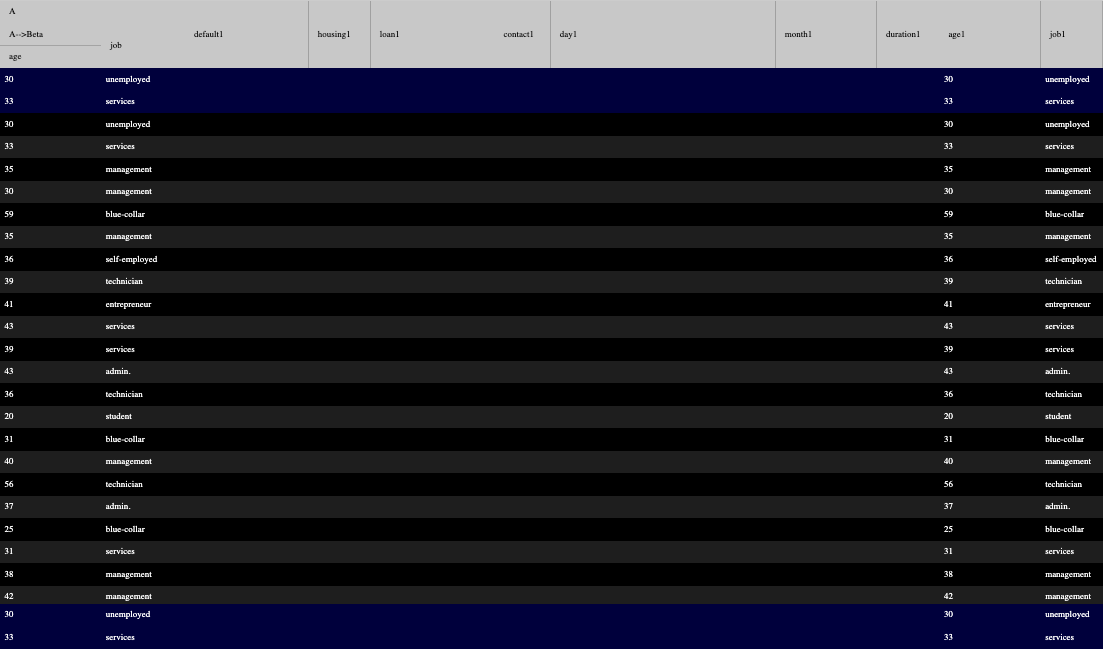 A
A-->Beta default1 housing1 loan1 contact1 day1 month1 duration1 age1 job1
job
age
30 unemployed 30 unemployed
33 services 33 services
30 unemployed 30 unemployed
33 services 33 services
35 management 35 management
30 management 30 management
59 blue-collar 59 blue-collar
35 management 35 management
36 self-employed 36 self-employed
39 technician 39 technician
41 entrepreneur 41 entrepreneur
43 services 43 services
39 services 39 services
43 admin. 43 admin.
36 technician 36 technician
20 student 20 student
31 blue-collar 31 blue-collar
40 management 40 management
56 technician 56 technician
37 admin. 37 admin.
25 blue-collar 25 blue-collar
31 services 31 services
38 management 38 management
42 management 42 management
30 unemployed 30 unemployed
33 services 33 services